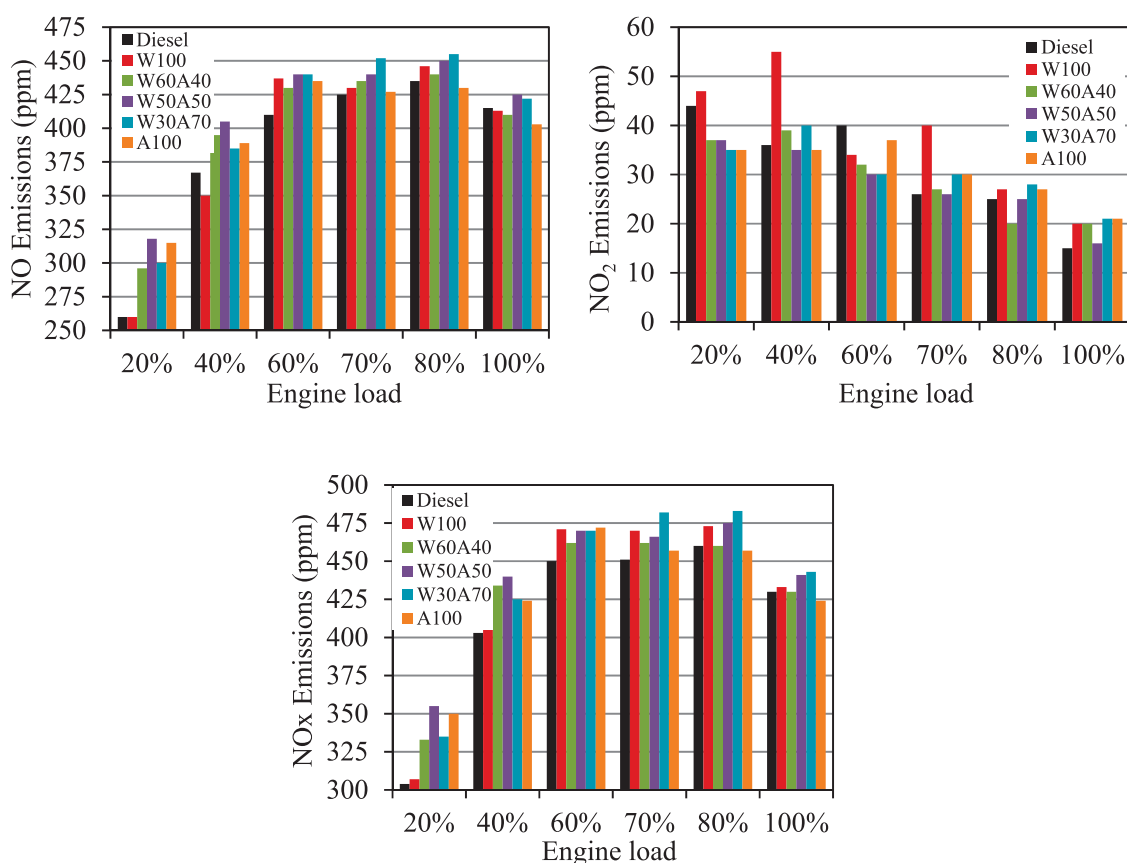 475
450
425
400
375
350
325
300
275
250
NO Emissions (ppm)
Diesel
W100
W60A40
W50A50
W30A70
A100
20% 40% 60% 70% 80% 100%
Engine load
60
50
40
30
20
10
0
NO2 Emissions (ppm)
Diesel
W100
W60A40
W50A50
W30A70
A100
20% 40% 60% 70% 80% 100%
Engine load
500
475
450
425
400
375
350
325
300
NOx Emissions (ppm)
Diesel
W100
W60A40
W50A50
W30A70
A100
20% 40% 60% 70% 80% 100%
Engine load